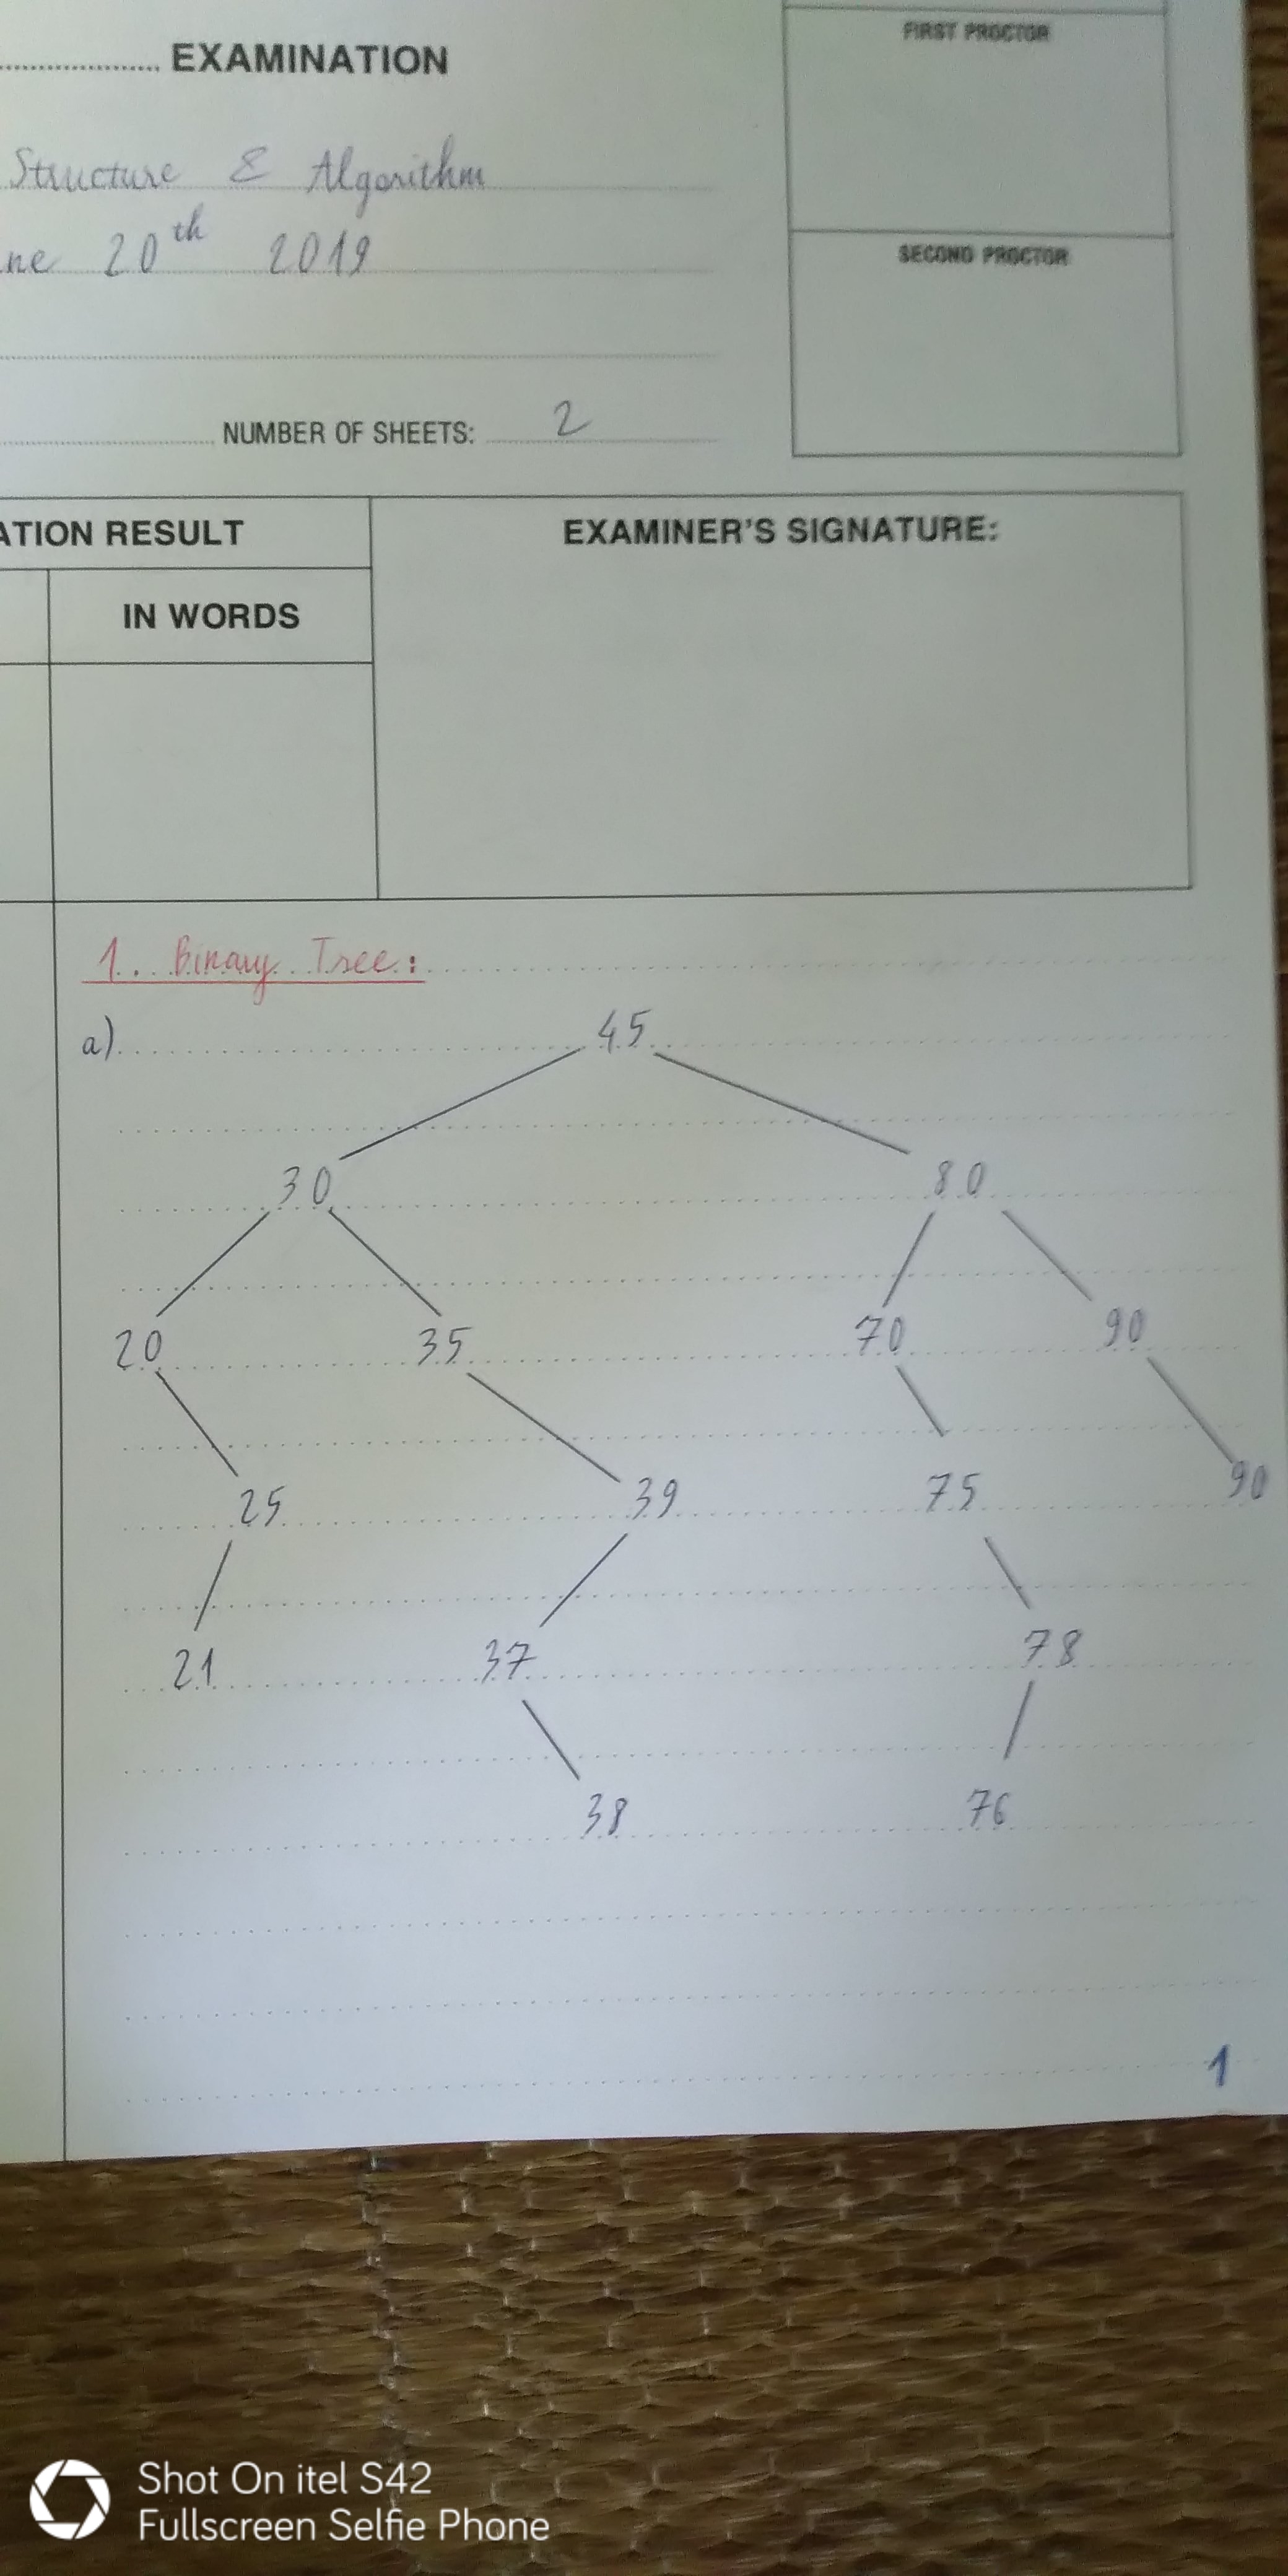 FIRST PROCTOR
EXAMINATION
Structure & Algorithm
ne 20th 2019
SECOND PROCTOR
NUMBER OF SHEETS: 2
ATION RESULT
EXAMINER'S SIGNATURE:
IN WORDS
1. Binary Tree:
a) 45
30 80
20 35 70 90
25 39 75 90
21 37 78
38 76
1
Shot On itel S42
Fullscreen Selfie Phone